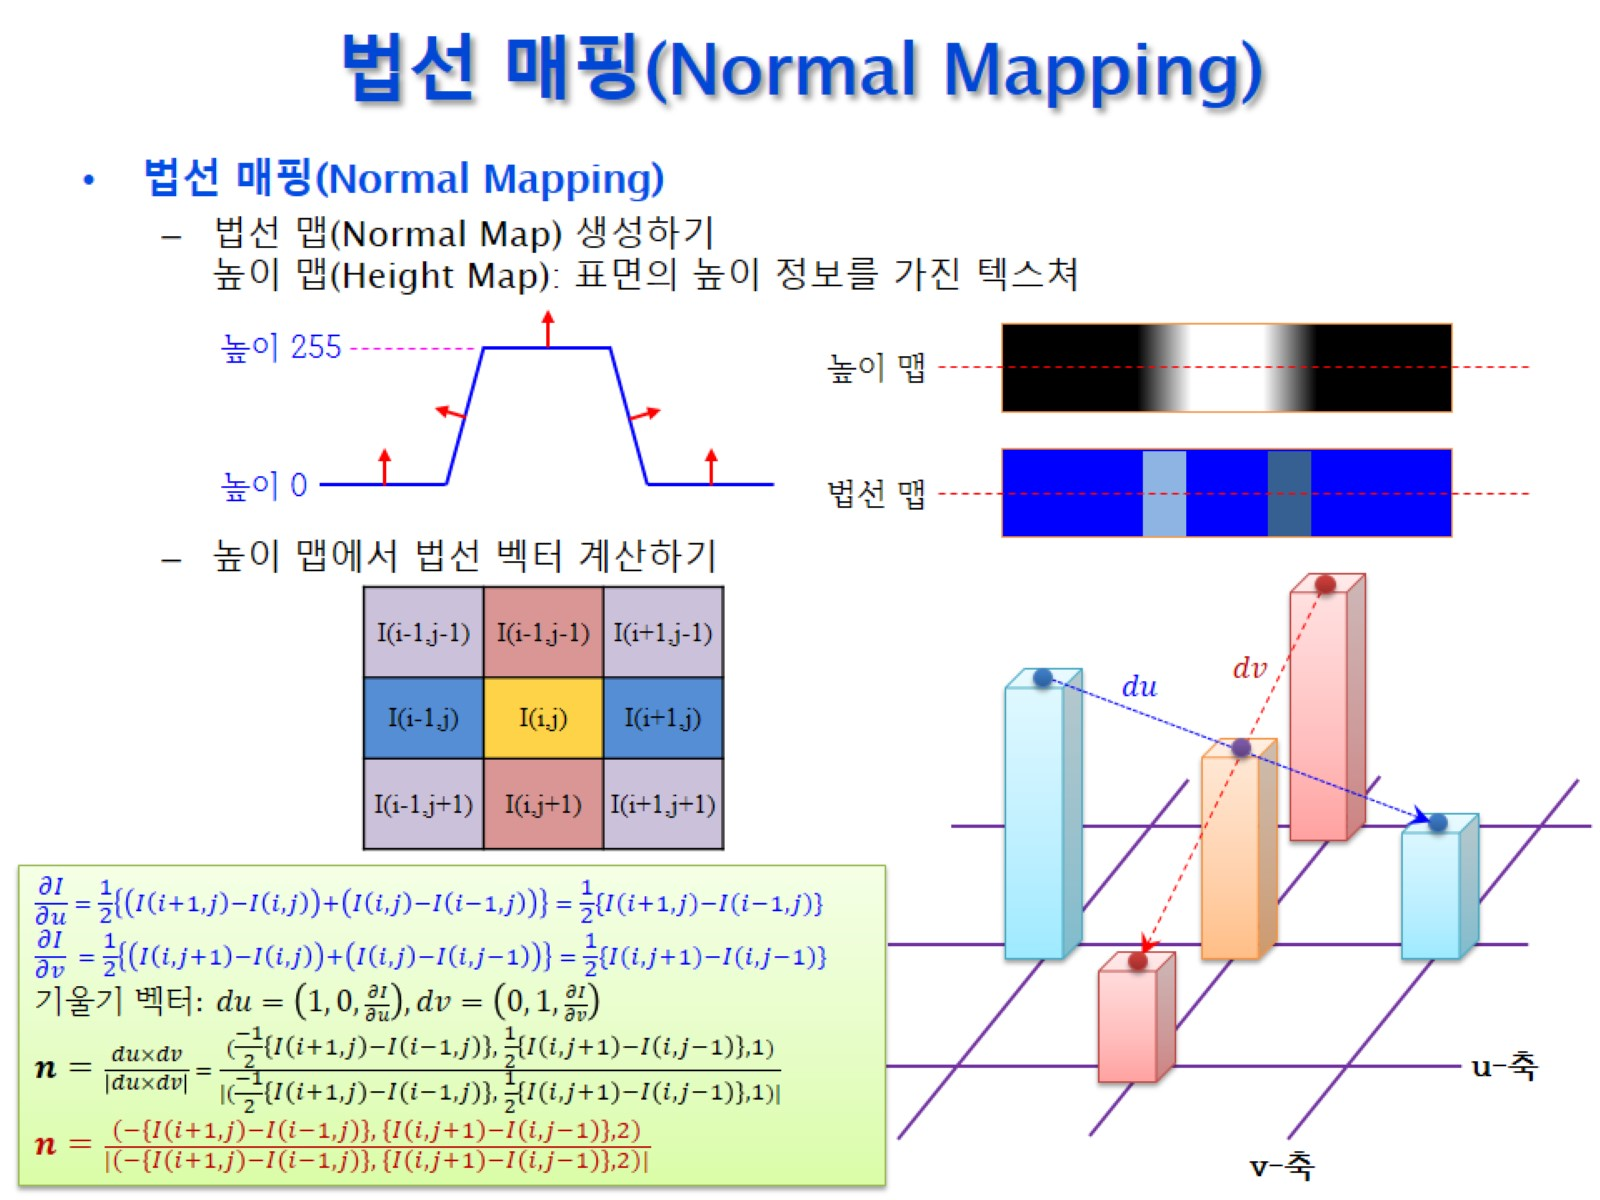 법선 매핑(Normal Mapping)
• 법선 매핑(Normal Mapping)
– 법선 맵(Normal Map) 생성하기
높이 맵(Height Map): 표면의 높이 정보를 가진 텍스쳐
높이 255
높이 0
높이 맵
법선 맵
– 높이 맵에서 법선 벡터 계산하기
I(i-1,j-1) I(i-1,j-1) I(i+1,j-1)
I(i-1,j) I(i,j) I(i+1,j)
I(i-1,j+1) I(i,j+1) I(i+1,j+1)
du
dv
u-축
v-축
∂I/∂u = 1/2{(I(i+1,j)−I(i,j))+(I(i,j)−I(i−1,j))} = 1/2{I(i+1,j)−I(i−1,j)}
∂I/∂v = 1/2{(I(i,j+1)−I(i,j))+(I(i,j)−I(i,j−1))} = 1/2{I(i,j+1)−I(i,j−1)}
기울기 벡터: du = (1, 0, ∂I/∂u), dv = (0, 1, ∂I/∂v)
n = du×dv/|du×dv| = (−1/2{I(i+1,j)−I(i−1,j)}, 1/2{I(i,j+1)−I(i,j−1)},1)/|(−1/2{I(i+1,j)−I(i−1,j)}, 1/2{I(i,j+1)−I(i,j−1)},1)|
n = (−{I(i+1,j)−I(i−1,j)}, {I(i,j+1)−I(i,j−1)},2)/|(−{I(i+1,j)−I(i−1,j)}, {I(i,j+1)−I(i,j−1)},2)|